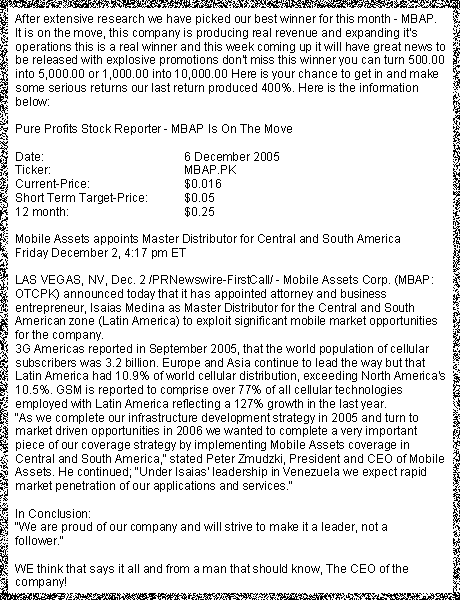 After extensive research we have picked our best winner for this month - MBAP.
It is on the move, this company is producing real revenue and expanding it's
operations this is a real winner and this week coming up it will have great news to
be released with explosive promotions don't miss this winner you can turn 500.00
into 5,000.00 or 1,000.00 into 10,000.00 Here is your chance to get in and make
some serious returns our last return produced 400%. Here is the information
below:
Pure Profits Stock Reporter - MBAP Is On The Move
Date: 6 December 2005
Ticker: MBAP.PK
Current-Price: $0.016
Short Term Target-Price: $0.05
12 month: $0.25
Mobile Assets appoints Master Distributor for Central and South America
Friday December 2, 4:17 pm ET
LAS VEGAS, NV, Dec. 2 /PRNewswire-FirstCall/ - Mobile Assets Corp. (MBAP:
OTCPK) announced today that it has appointed attorney and business
entrepreneur, Isaias Medina as Master Distributor for the Central and South
American zone (Latin America) to exploit significant mobile market opportunities
for the company.
3G Americas reported in September 2005, that the world population of cellular
subscribers was 3.2 billion. Europe and Asia continue to lead the way but that
Latin America had 10.9% of world cellular distribution, exceeding North America's
10.5%. GSM is reported to comprise over 77% of all cellular technologies
employed with Latin America reflecting a 127% growth in the last year.
"As we complete our infrastructure development strategy in 2005 and turn to
market driven opportunities in 2006 we wanted to complete a very important
piece of our coverage strategy by implementing Mobile Assets coverage in
Central and South America," stated Peter Zmudzki, President and CEO of Mobile
Assets. He continued; "Under Isaias' leadership in Venezuela we expect rapid
market penetration of our applications and services."
In Conclusion:
"We are proud of our company and will strive to make it a leader, not a
follower."
WE think that says it all and from a man that should know, The CEO of the
company!